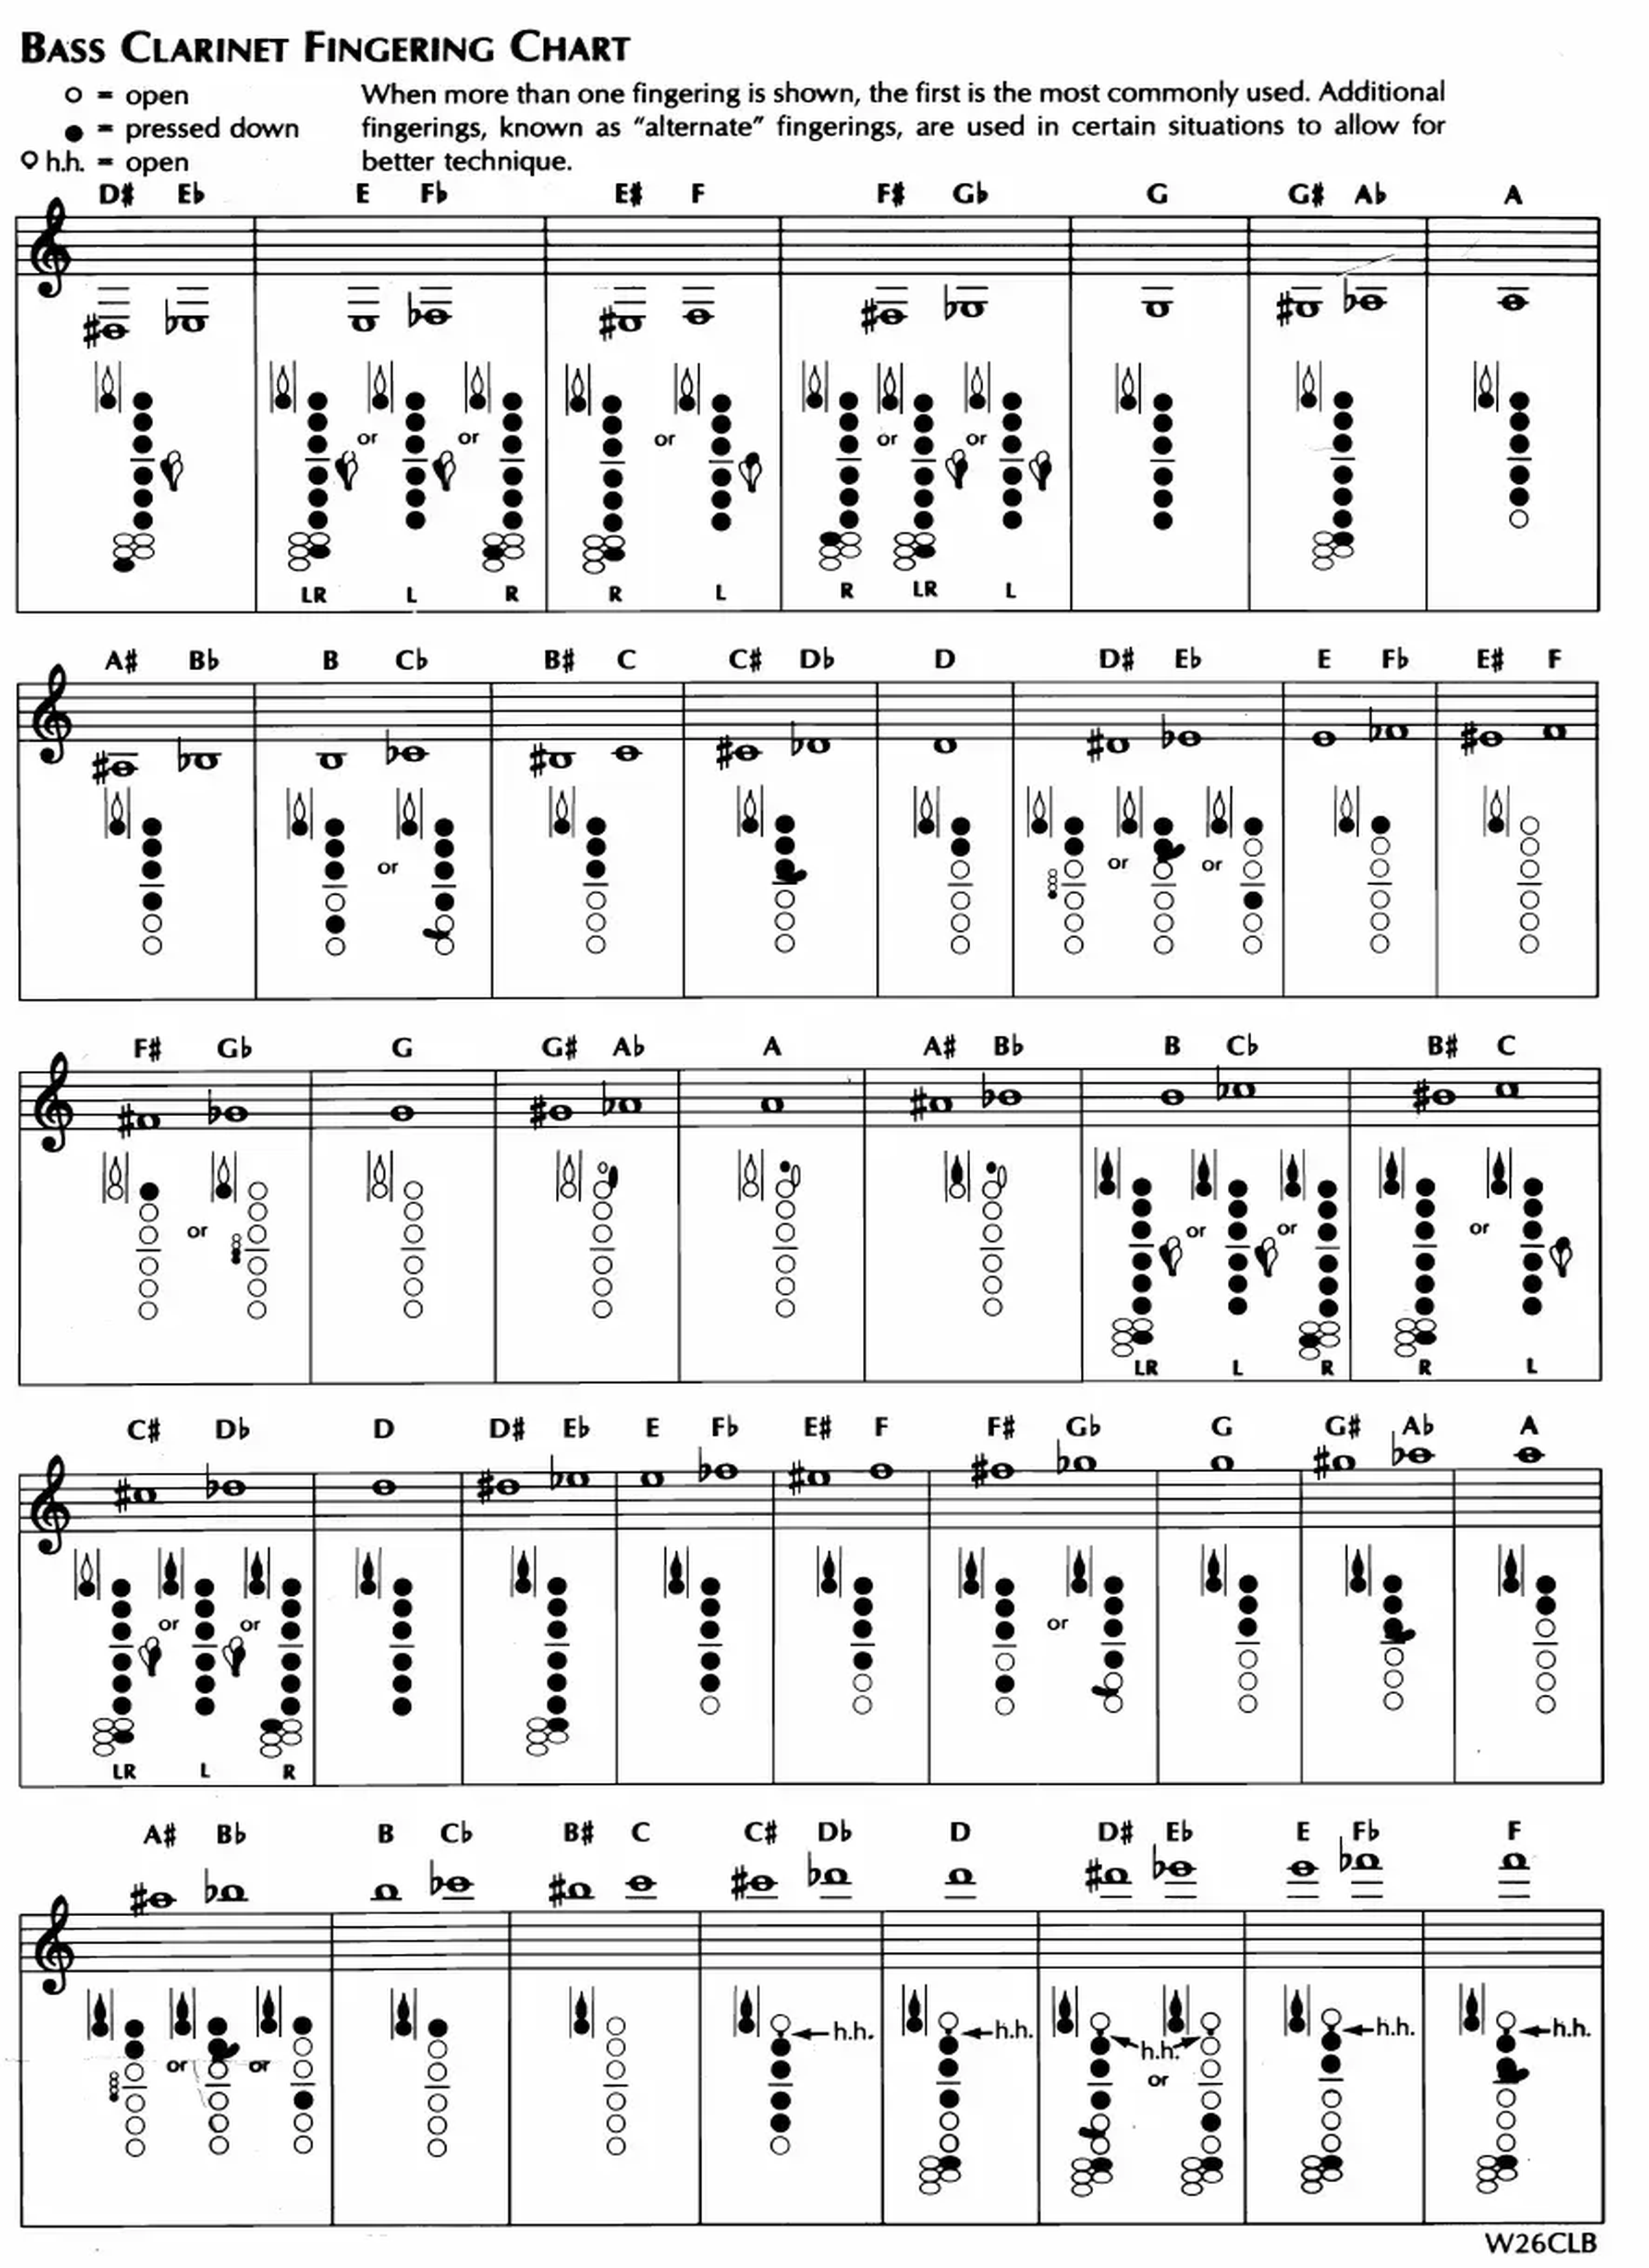 BASS CLARINET FINGERING CHART
○ = open
● = pressed down
h.h. = open
When more than one fingering is shown, the first is the most commonly used. Additional
fingerings, known as "alternate" fingerings, are used in certain situations to allow for
better technique.
D♯ E♭ E F♭ E♯ F F♯ G♭ G G♯ A♭ A
or or or or or
LR L R R L R LR L
A♯ B♭ B C♭ B♯ C C♯ D♭ D D♯ E♭ E F♭ E♯ F
or or or
F♯ G♭ G G♯ A♭ A A♯ B♭ B C♭ B♯ C
or or or or
LR L R R L
C♯ D♭ D D♯ E♭ E F♭ E♯ F F♯ G♭ G G♯ A♭ A
or or or
LR L R
A♯ B♭ B C♭ B♯ C C♯ D♭ D D♯ E♭ E F♭ F
h.h. h.h. h.h. h.h. h.h.
or or or
W26CLB